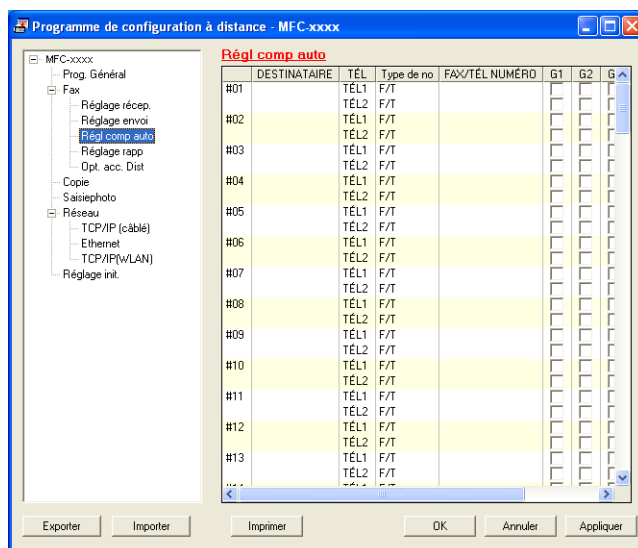 Programme de configuration à distance - MFC-xxxx
MFC-xxxx
Prog. Général
Fax
Réglage récep.
Réglage envoi
Régl comp auto
Réglage rapp
Opt. acc. Dist
Copie
Saisiephoto
Réseau
TCP/IP (câblé)
Ethernet
TCP/IP(WLAN)
Réglage init.
Régl comp auto
DESTINATAIRE TÉL Type de no FAX/TÉL NUMÉRO G1 G2 G
#01 TÉL1 F/T
TÉL2 F/T
#02 TÉL1 F/T
TÉL2 F/T
#03 TÉL1 F/T
TÉL2 F/T
#04 TÉL1 F/T
TÉL2 F/T
#05 TÉL1 F/T
TÉL2 F/T
#06 TÉL1 F/T
TÉL2 F/T
#07 TÉL1 F/T
TÉL2 F/T
#08 TÉL1 F/T
TÉL2 F/T
#09 TÉL1 F/T
TÉL2 F/T
#10 TÉL1 F/T
TÉL2 F/T
#11 TÉL1 F/T
TÉL2 F/T
#12 TÉL1 F/T
TÉL2 F/T
#13 TÉL1 F/T
TÉL2 F/T
Exporter Importer Imprimer OK Annuler Appliquer